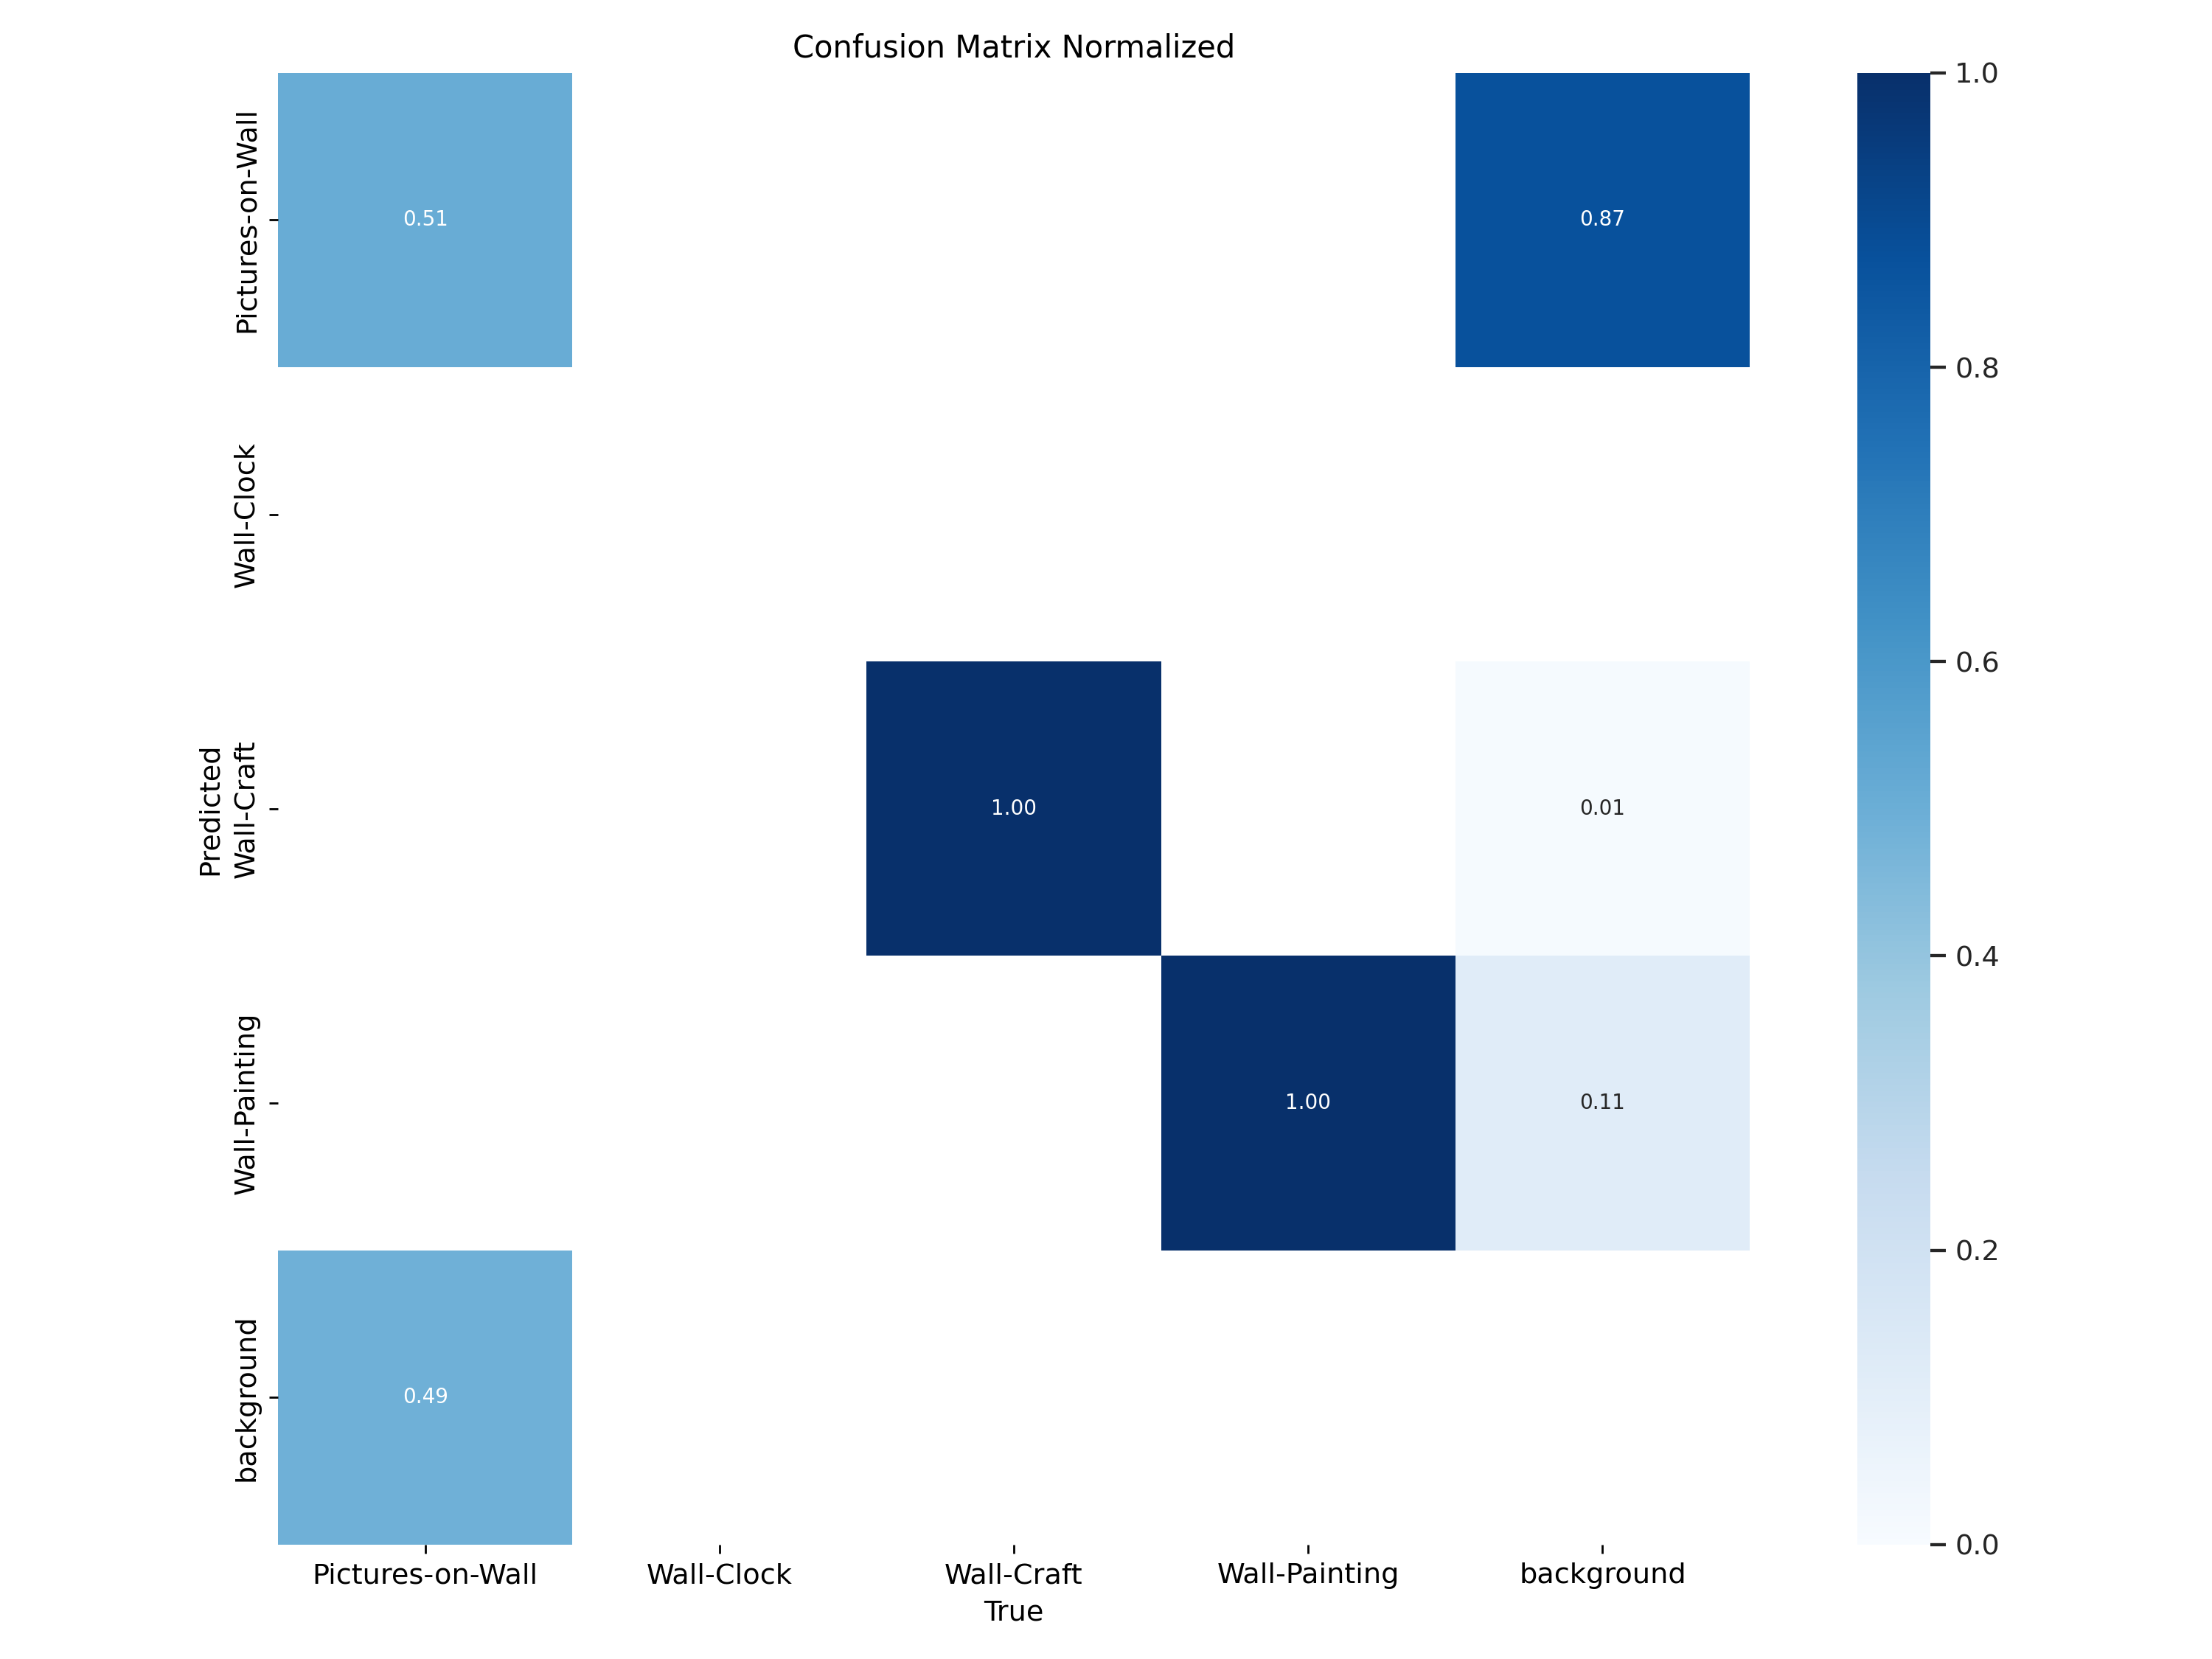 Confusion Matrix Normalized
Pictures-on-Wall
Wall-Clock
Wall-Craft
Wall-Painting
background
Predicted
0.51
0.87
1.00
0.01
1.00
0.11
0.49
Pictures-on-Wall
Wall-Clock
Wall-Craft
Wall-Painting
background
True
1.0
0.8
0.6
0.4
0.2
0.0